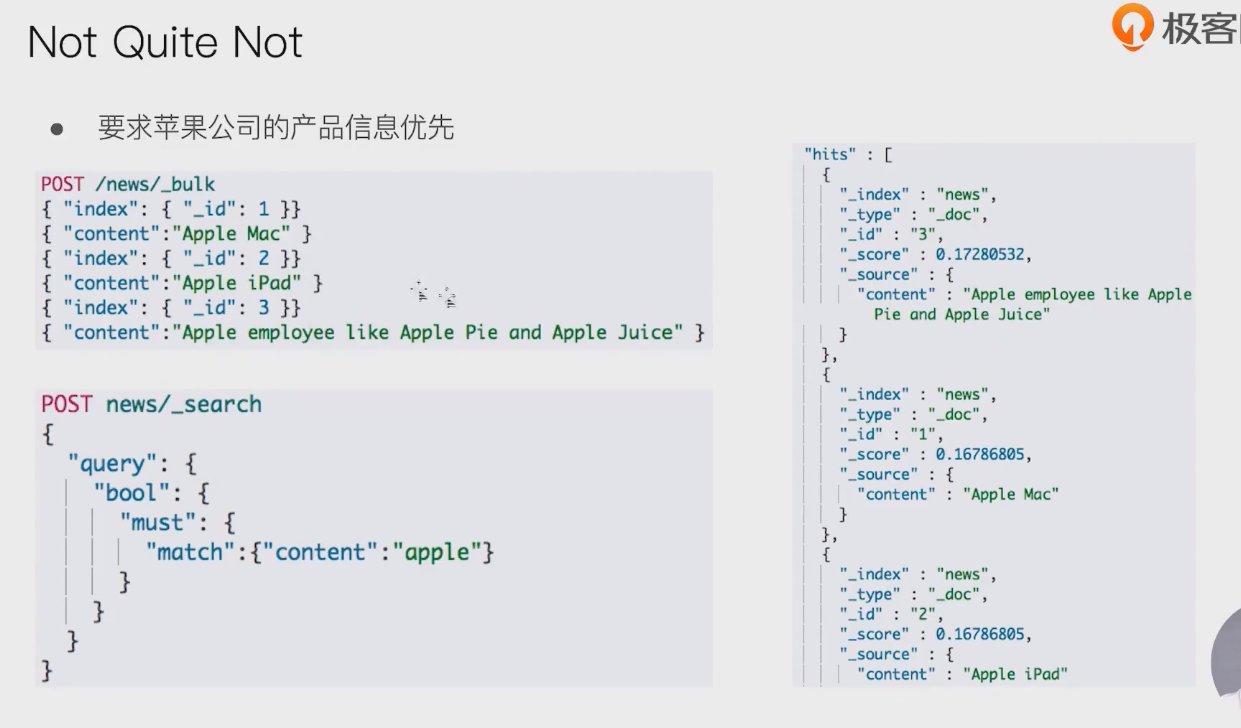 Not Quite Not
极客
● 要求苹果公司的产品信息优先
POST /news/_bulk
{ "index": { "_id": 1 }}
{ "content":"Apple Mac" }
{ "index": { "_id": 2 }}
{ "content":"Apple iPad" }
{ "index": { "_id": 3 }}
{ "content":"Apple employee like Apple Pie and Apple Juice" }
POST news/_search
{
"query": {
"bool": {
"must": {
"match":{"content":"apple"}
}
}
}
}
"hits" : [
{
"_index" : "news",
"_type" : "_doc",
"_id" : "3",
"_score" : 0.17280532,
"_source" : {
"content" : "Apple employee like Apple
Pie and Apple Juice"
}
},
{
"_index" : "news",
"_type" : "_doc",
"_id" : "1",
"_score" : 0.16786805,
"_source" : {
"content" : "Apple Mac"
}
},
{
"_index" : "news",
"_type" : "_doc",
"_id" : "2",
"_score" : 0.16786805,
"_source" : {
"content" : "Apple iPad"